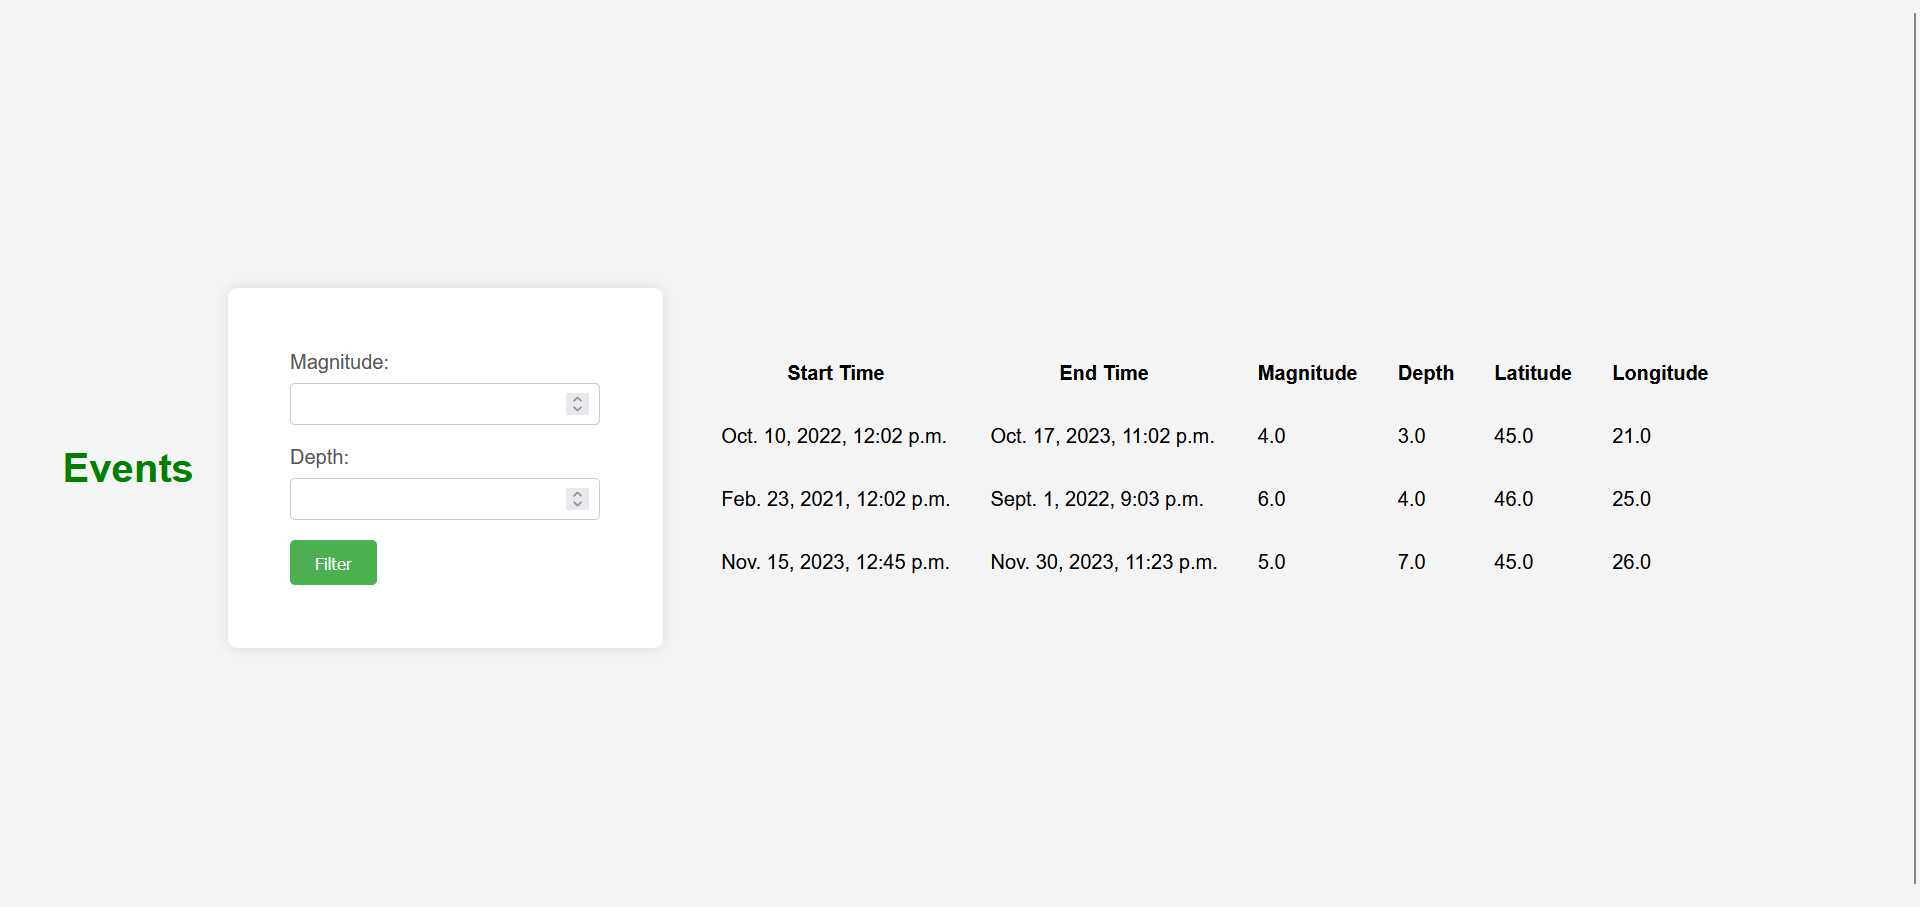 Events
Magnitude:
Depth:
Filter
Start Time End Time Magnitude Depth Latitude Longitude
Oct. 10, 2022, 12:02 p.m. Oct. 17, 2023, 11:02 p.m. 4.0 3.0 45.0 21.0
Feb. 23, 2021, 12:02 p.m. Sept. 1, 2022, 9:03 p.m. 6.0 4.0 46.0 25.0
Nov. 15, 2023, 12:45 p.m. Nov. 30, 2023, 11:23 p.m. 5.0 7.0 45.0 26.0